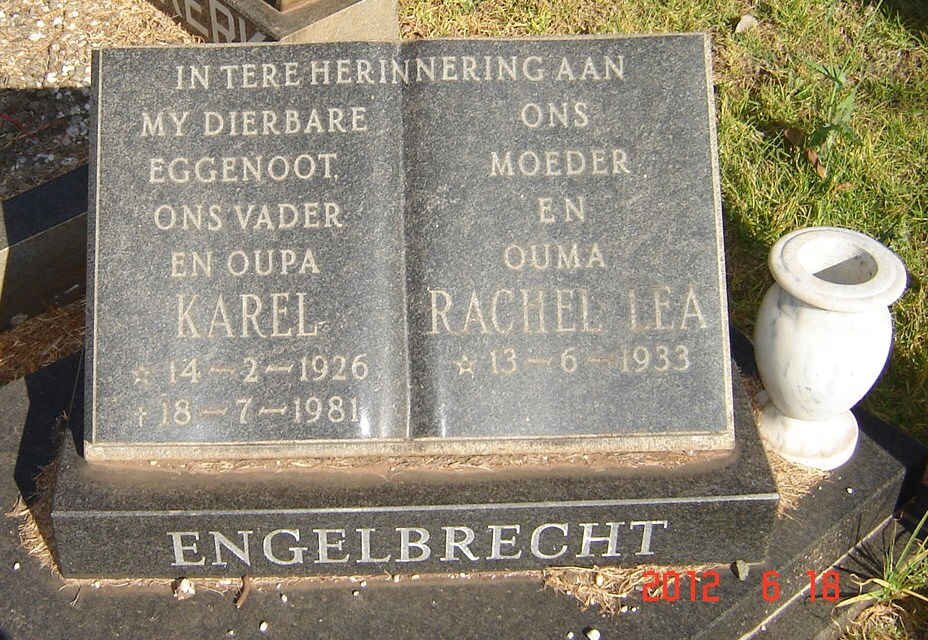 IN TERE HERINNERING AAN
MY DIERBARE
EGGENOOT,
ONS VADER
EN OUPA
KAREL
☆ 14-2-1926
† 18-7-1981
ONS
MOEDER
EN
OUMA
RACHEL LEA
☆ 13-6-1933
ENGELBRECHT
2012 6 18